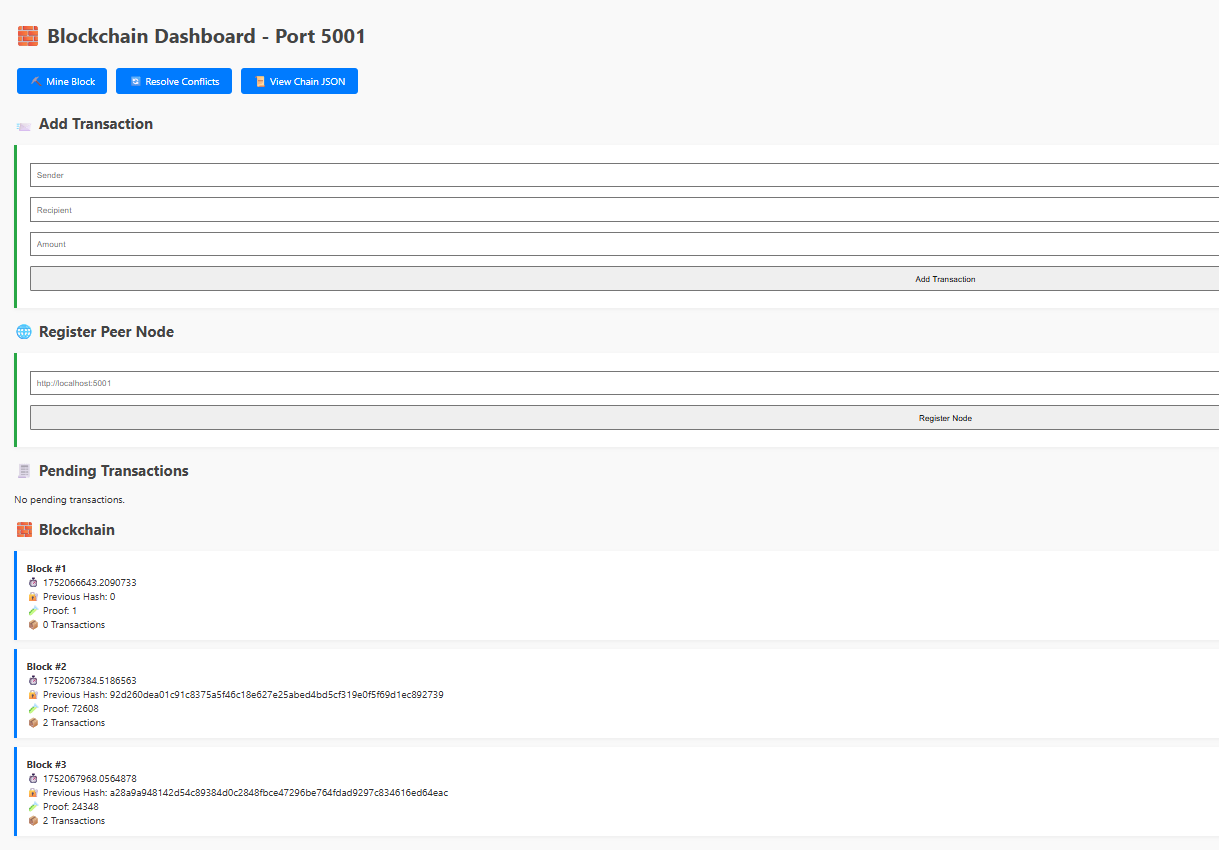 Blockchain Dashboard - Port 5001
Mine Block
Resolve Conflicts
View Chain JSON
Add Transaction
Sender
Recipient
Amount
Add Transaction
Register Peer Node
http://localhost:5001
Register Node
Pending Transactions
No pending transactions.
Blockchain
Block #1
1752066643.2090733
Previous Hash: 0
Proof: 1
0 Transactions
Block #2
1752067384.5186563
Previous Hash: 92d260dea01c91c8375a5f46c18e627e25abed4bd5cf319e0f5f69d1ec892739
Proof: 72608
2 Transactions
Block #3
1752067968.0564878
Previous Hash: a28a9a948142d54c89384d0c2848fbce47296be764fdad9297c834616ed64eac
Proof: 24348
2 Transactions